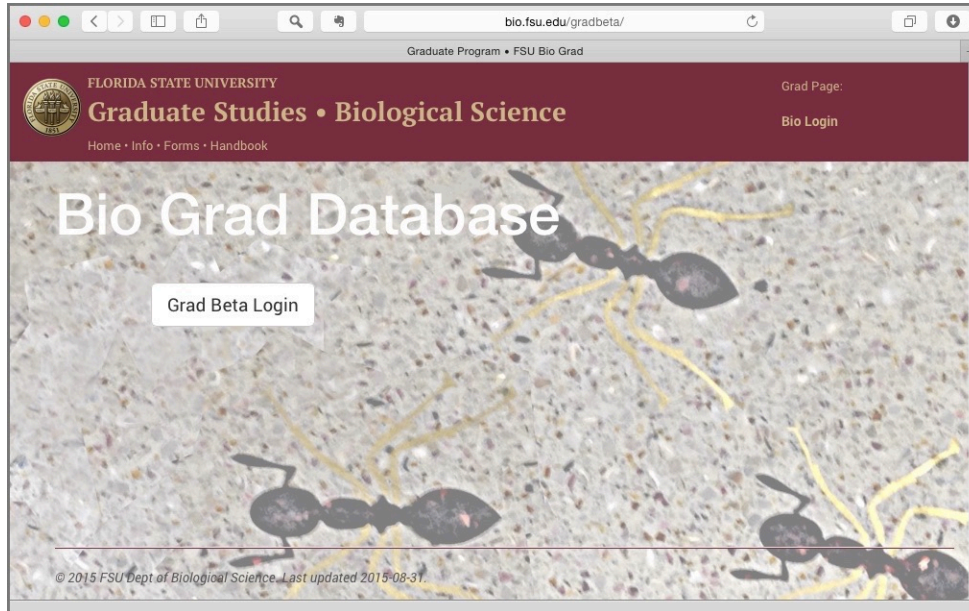 bio.fsu.edu/gradbeta/
Graduate Program • FSU Bio Grad
FLORIDA STATE UNIVERSITY
Graduate Studies • Biological Science
Home • Info • Forms • Handbook
Grad Page:
Bio Login
Bio Grad Database
Grad Beta Login
© 2015 FSU Dept of Biological Science. Last updated 2015-08-31.